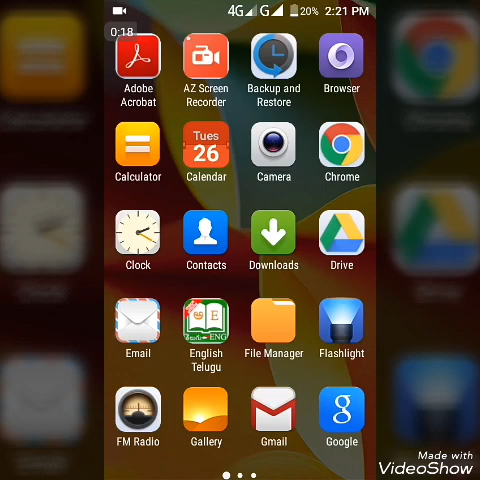 4G G 20% 2:21 PM
0:18
Adobe Acrobat
AZ Screen Recorder
Backup and Restore
Browser
Tues
26
Calculator
Calendar
Camera
Chrome
Clock
Contacts
Downloads
Drive
E
ENG
Email
English Telugu
File Manager
Flashlight
g
FM Radio
Gallery
Gmail
Google
Made with
VideoShow